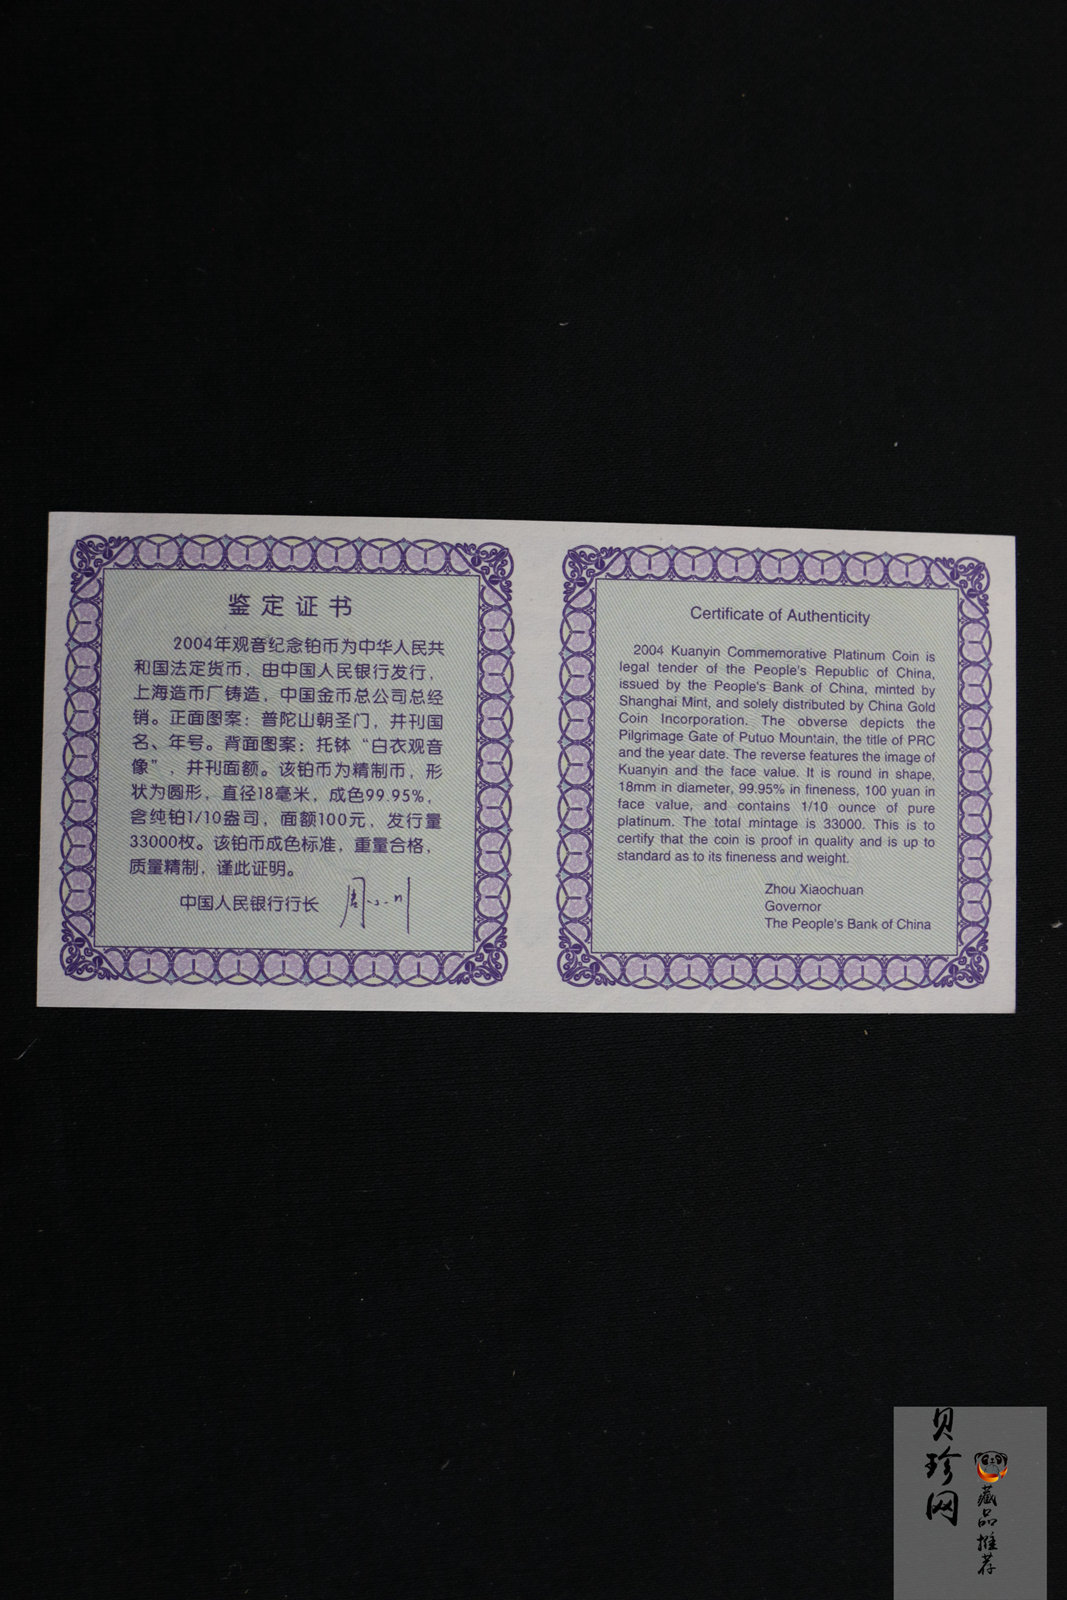 鉴定证书
2004年观音纪念铂币为中华人民共
和国法定货币，由中国人民银行发行，
上海造币厂铸造，中国金币总公司总经
销。正面图案：普陀山朝圣门，并刊国
名、年号。背面图案：托钵“白衣观音
像”，并刊面额。该铂币为精制币，形
状为圆形，直径18毫米，成色99.95%，
含纯铂1/10盎司，面额100元，发行量
33000枚。该铂币成色标准，重量合格，
质量精制，谨此证明。
中国人民银行行长 周小川
Certificate of Authenticity
2004 Kuanyin Commemorative Platinum Coin is
legal tender of the People's Republic of China,
issued by the People's Bank of China, minted by
Shanghai Mint, and solely distributed by China Gold
Coin Incorporation. The obverse depicts the
Pilgrimage Gate of Putuo Mountain, the title of PRC
and the year date. The reverse features the image of
Kuanyin and the face value. It is round in shape,
18mm in diameter, 99.95% in fineness, 100 yuan in
face value, and contains 1/10 ounce of pure
platinum. The total mintage is 33000. This is to
certify that the coin is proof in quality and is up to
standard as to its fineness and weight.
Zhou Xiaochuan
Governor
The People's Bank of China
贝珍网
藏品推荐